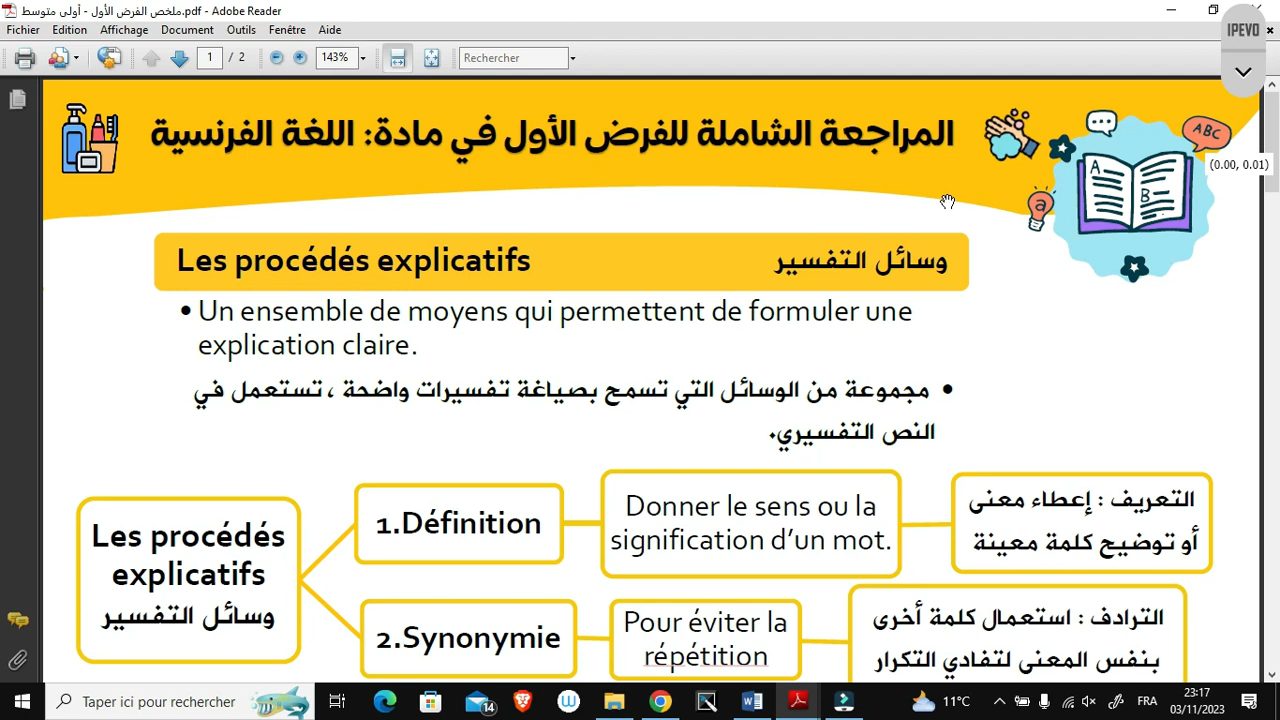 ملخص الفرض الأول - أولى متوسط.pdf - Adobe Reader
IPEVO
Fichier Edition Affichage Document Outils Fenêtre Aide
1 / 2 143% Rechercher
المراجعة الشاملة للفرض الأول في مادة: اللغة الفرنسية
ABC
A
B
a
(0.00, 0.01)
Les procédés explicatifs وسائل التفسير
• Un ensemble de moyens qui permettent de formuler une
explication claire.
• مجموعة من الوسائل التي تسمح بصياغة تفسيرات واضحة ، تستعمل في
النص التفسيري.
Les procédés
explicatifs
وسائل التفسير
1.Définition
Donner le sens ou la
signification d’un mot.
التعريف : إعطاء معنى
أو توضيح كلمة معينة
2.Synonymie
Pour éviter la
répétition
الترادف : استعمال كلمة أخرى
بنفس المعنى لتفادي التكرار
Taper ici pour rechercher 14 11°C FRA 23:17
03/11/2023